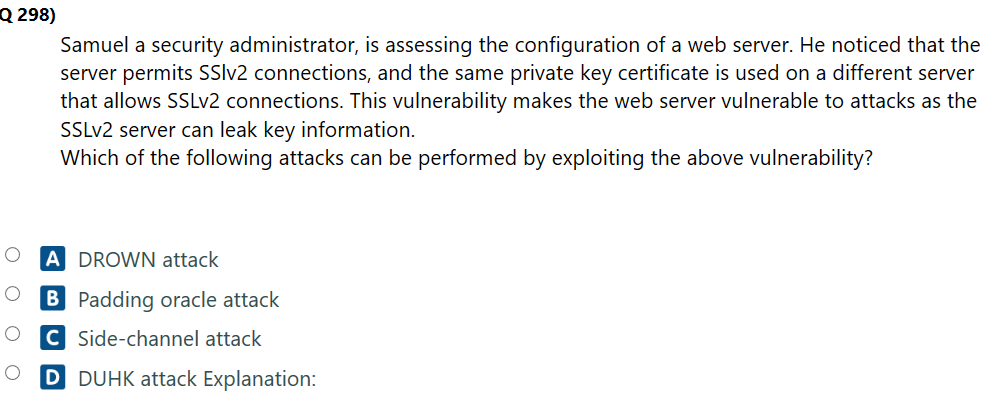 Q 298)
Samuel a security administrator, is assessing the configuration of a web server. He noticed that the
server permits SSlv2 connections, and the same private key certificate is used on a different server
that allows SSLv2 connections. This vulnerability makes the web server vulnerable to attacks as the
SSLv2 server can leak key information.
Which of the following attacks can be performed by exploiting the above vulnerability?
A DROWN attack
B Padding oracle attack
C Side-channel attack
D DUHK attack Explanation: